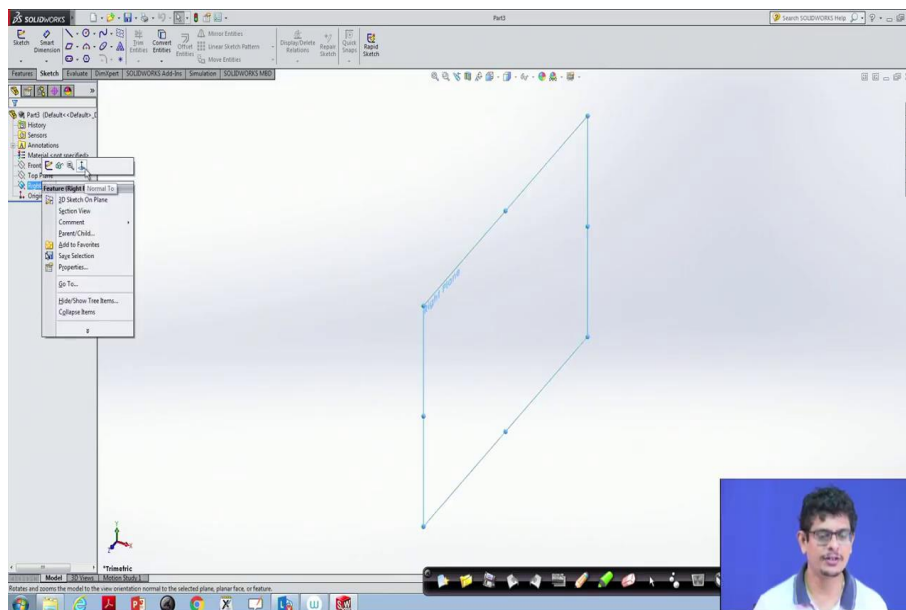 SOLIDWORKS
Part3
Search SOLIDWORKS Help
Sketch
Smart Dimension
Trim Entities
Convert Entities
Offset Entities
Mirror Entities
Linear Sketch Pattern
Move Entities
Display/Delete Relations
Repair Sketch
Quick Snaps
Rapid Sketch
Features
Sketch
Evaluate
DimXpert
SOLIDWORKS Add-Ins
Simulation
SOLIDWORKS MBD
Part3 (Default<<Default>_D
History
Sensors
Annotations
Material <not specified>
Front
Top Plane
Right
Origi
Normal To
Feature (Right
3D Sketch On Plane
Section View
Comment
Parent/Child...
Add to Favorites
Save Selection
Properties...
Go To...
Hide/Show Tree Items...
Collapse Items
Right Plane
*Trimetric
Model
3D Views
Motion Study 1
Rotates and zooms the model to the view orientation normal to the selected plane, planar face, or feature.